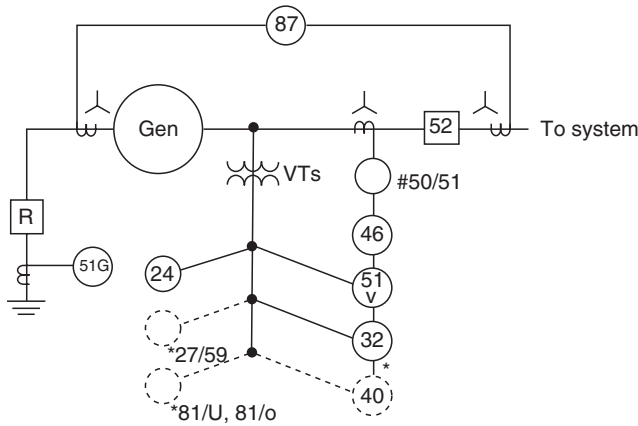 87
Gen
52
To system
VTs
#50/51
R
46
51G
24
51
v
32
*27/59
*
40
*81/U, 81/o